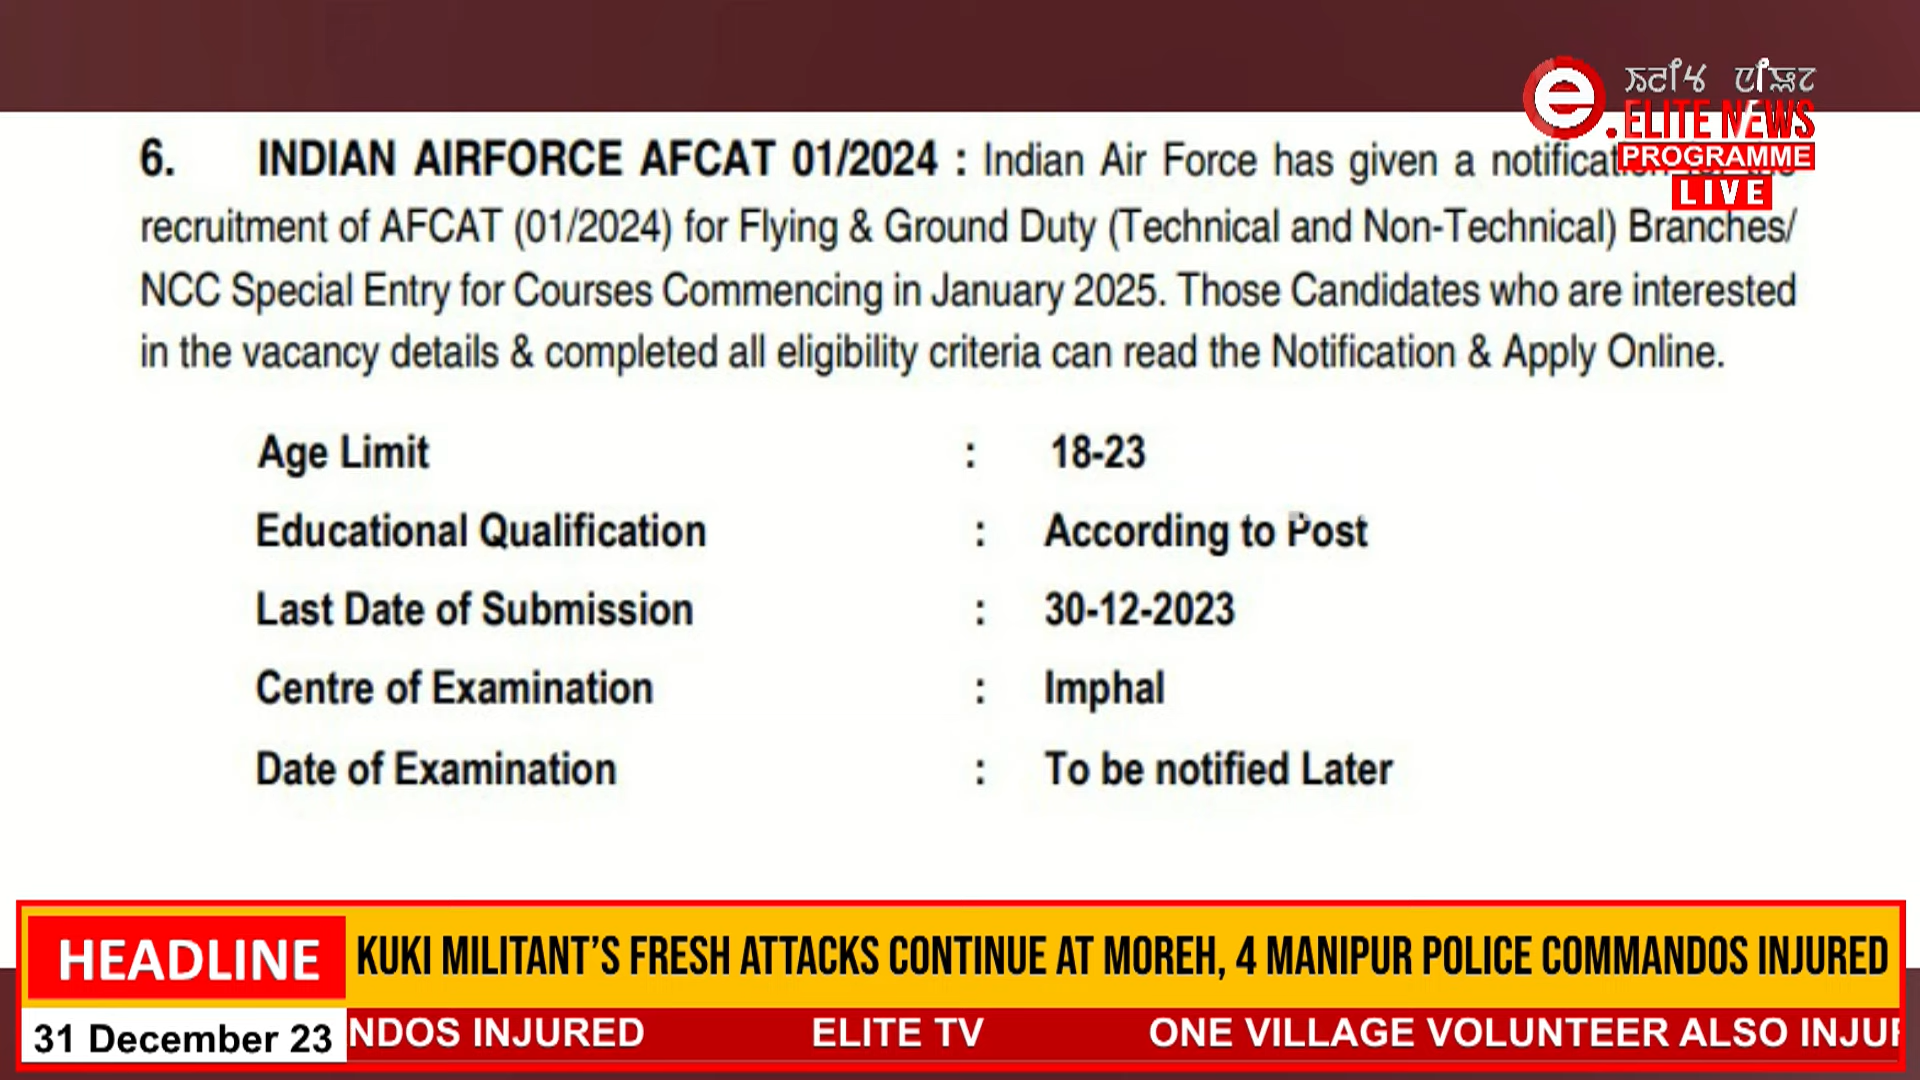 ꯏꯂꯥꯏꯠ
ELITE NEWS
PROGRAMME
LIVE
6. INDIAN AIRFORCE AFCAT 01/2024 : Indian Air Force has given a
recruitment of AFCAT (01/2024) for Flying & Ground Duty (Technical and Non-Technical) Branches/
NCC Special Entry for Courses Commencing in January 2025. Those Candidates who are interested
in the vacancy details & completed all eligibility criteria can read the Notification & Apply Online.
Age Limit : 18-23
Educational Qualification : According to Post
Last Date of Submission : 30-12-2023
Centre of Examination : Imphal
Date of Examination : To be notified Later
HEADLINE KUKI MILITANT’S FRESH ATTACKS CONTINUE AT MOREH, 4 MANIPUR POLICE COMMANDOS INJURED
31 December 23 NDOS INJURED ELITE TV ONE VILLAGE VOLUNTEER ALSO